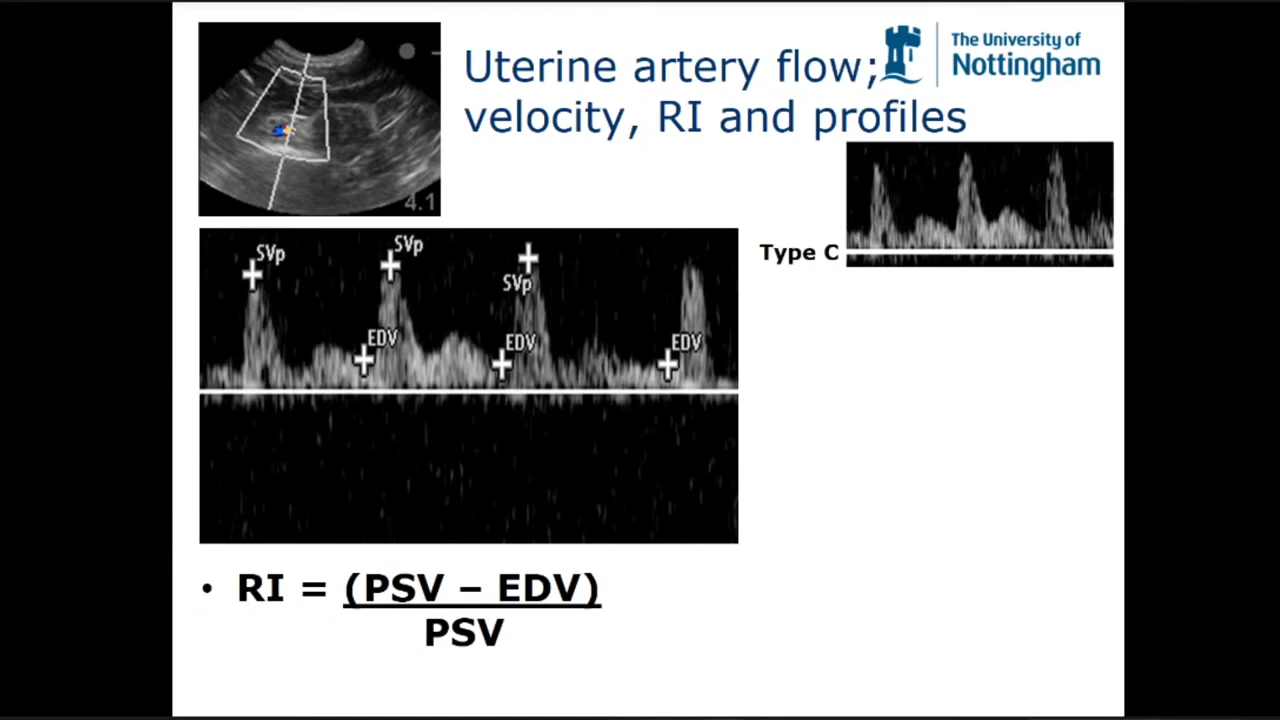 Uterine artery flow;
velocity, RI and profiles
The University of
Nottingham
4.1
Type C
SVp
SVp
SVp
EDV
EDV
EDV
• RI = (PSV – EDV)
PSV